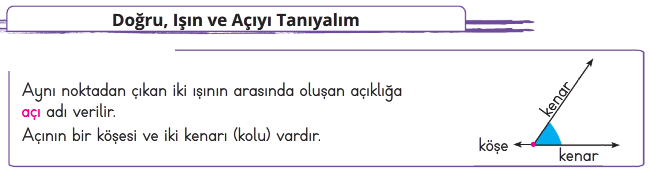 Doğru, Işın ve Açıyı Tanıyalım
Aynı noktadan çıkan iki ışının arasında oluşan açıklığa
açı adı verilir.
Açının bir köşesi ve iki kenarı (kolu) vardır.
kenar
köşe
kenar